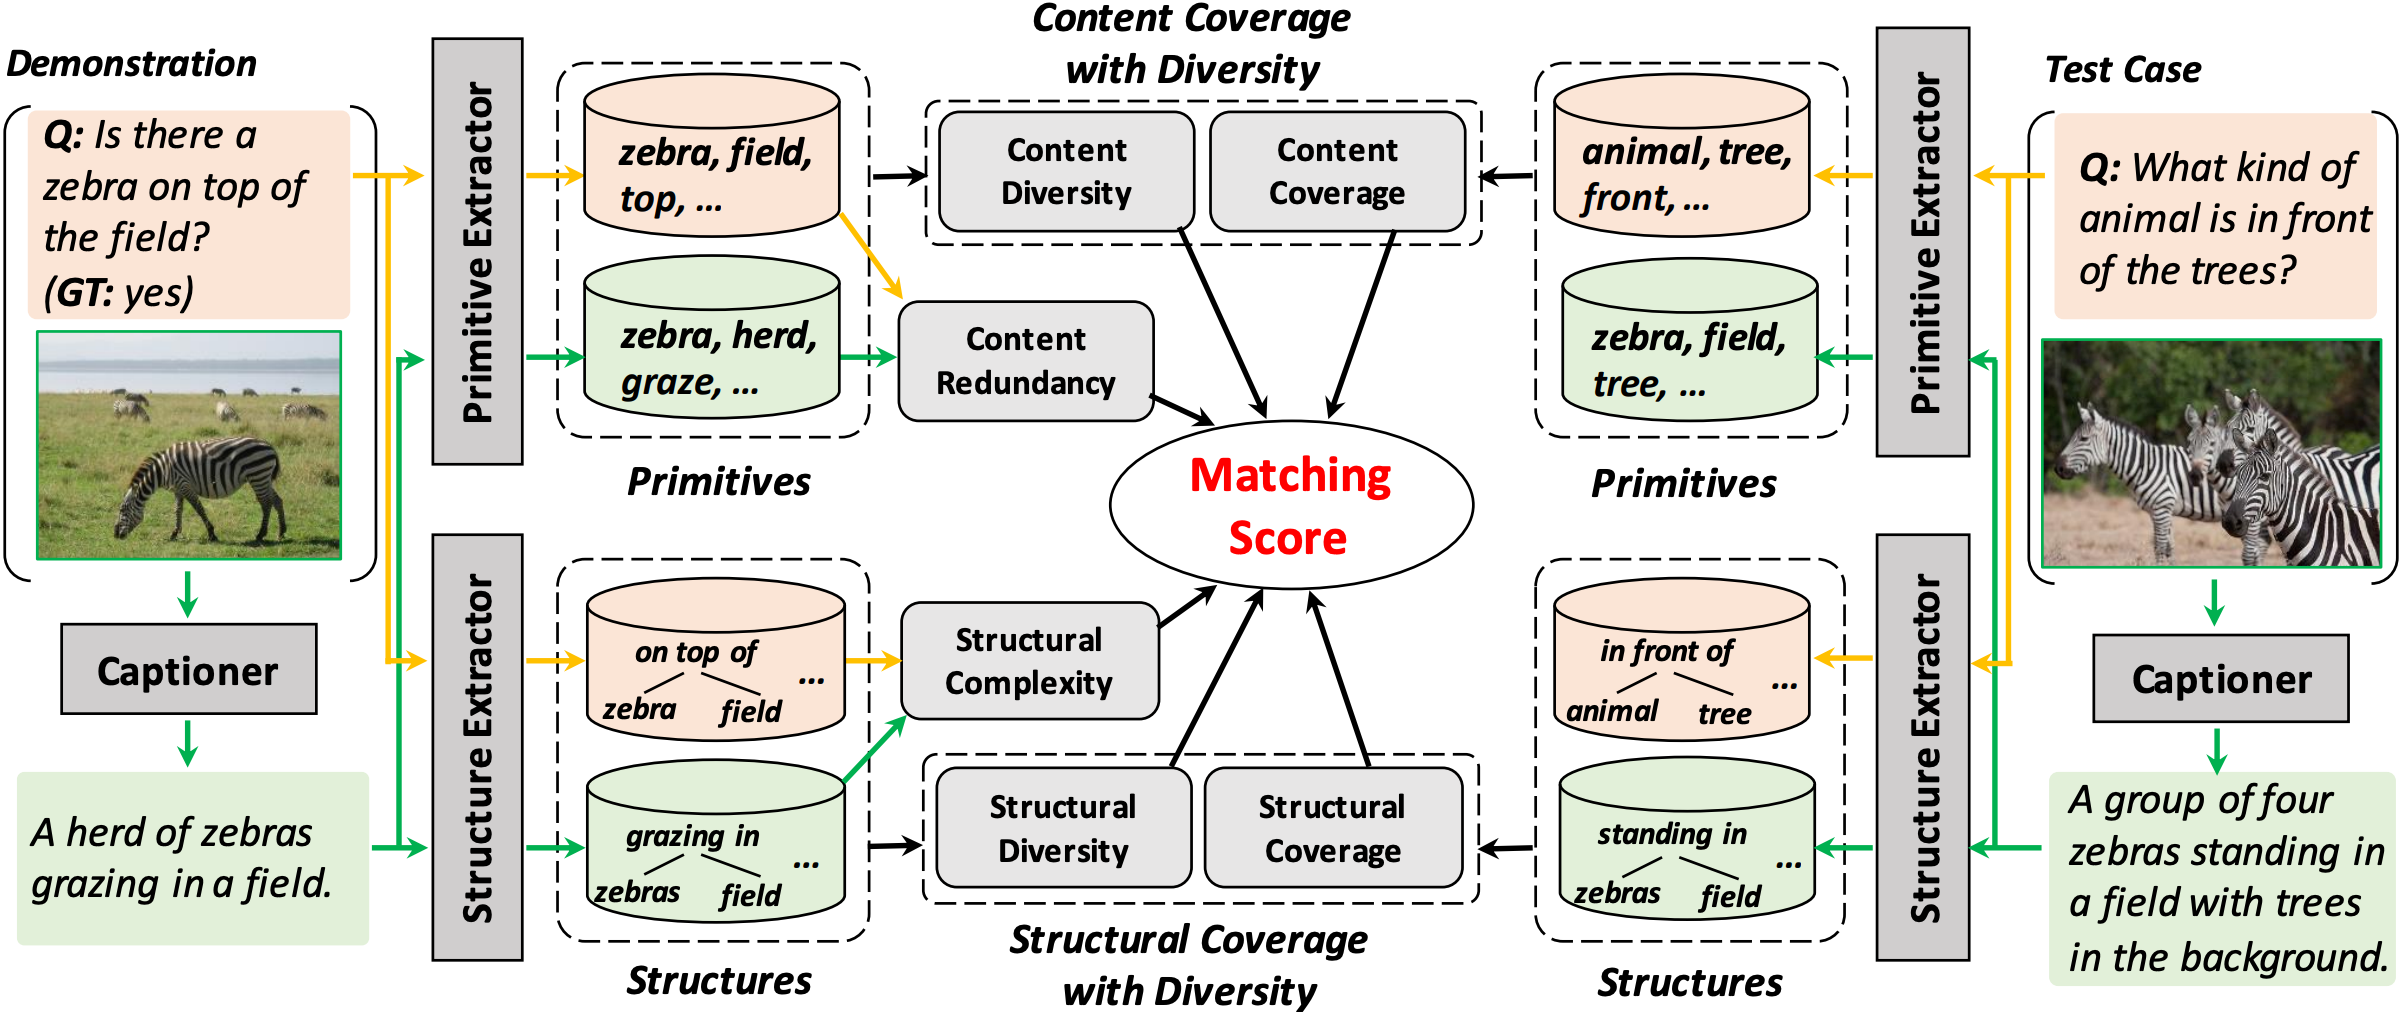 Demonstration
Q: Is there a
zebra on top of
the field?
(GT: yes)
Captioner
A herd of zebras
grazing in a field.
Primitive Extractor
Structure Extractor
zebra, field,
top, ...
zebra, herd,
graze, ...
Primitives
on top of
...
zebra
field
grazing in
...
zebras
field
Structures
Content Coverage
with Diversity
Content
Diversity
Content
Coverage
Content
Redundancy
Matching
Score
Structural
Complexity
Structural
Diversity
Structural
Coverage
Structural Coverage
with Diversity
animal, tree,
front, ...
zebra, field,
tree, ...
Primitives
in front of
...
animal
tree
standing in
...
zebras
field
Structures
Primitive Extractor
Structure Extractor
Test Case
Q: What kind of
animal is in front
of the trees?
Captioner
A group of four
zebras standing in
a field with trees
in the background.